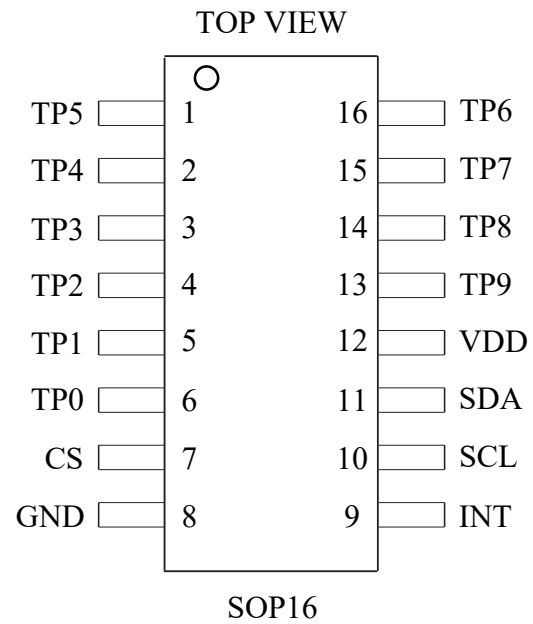 TOP VIEW
TP5 1 16 TP6
TP4 2 15 TP7
TP3 3 14 TP8
TP2 4 13 TP9
TP1 5 12 VDD
TP0 6 11 SDA
CS 7 10 SCL
GND 8 9 INT
SOP16